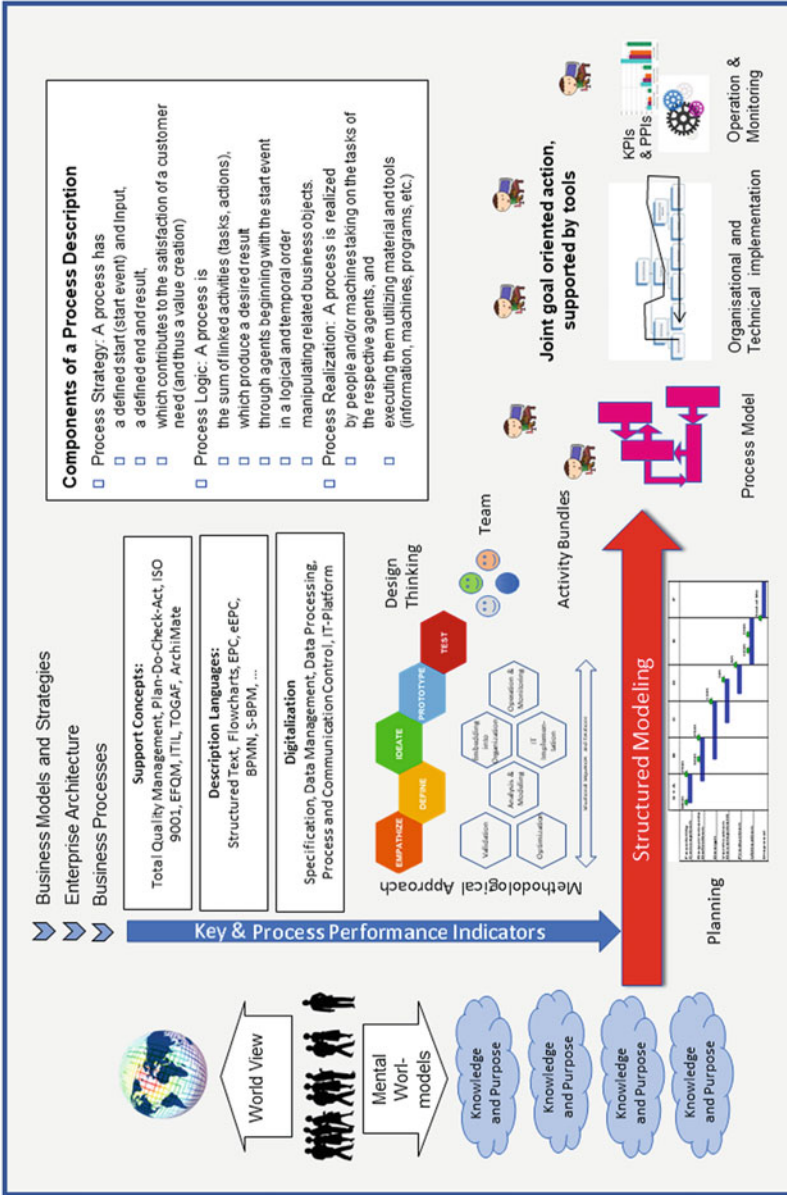 Business Models and Strategies
Enterprise Architecture
Business Processes
World View
Mental
Worl-
models
Knowledge
and Purpose
Knowledge
and Purpose
Knowledge
and Purpose
Knowledge
and Purpose
Key & Process Performance Indicators
Support Concepts:
Total Quality Management, Plan-Do-Check-Act, ISO
9001, EFQM, ITIL, TOGAF, ArchiMate
Description Languages:
Structured Text, Flowcharts, EPC, eEPC,
BPMN, S-BPM, ...
Digitalization
Specification, Data Management, Data Processing,
Process and Communication Control, IT-Platform
Components of a Process Description
Process Strategy: A process has
a defined start (start event) and Input,
a defined end and result,
which contributes to the satisfaction of a customer
need (and thus a value creation)
Process Logic: A process is
the sum of linked activities (tasks, actions),
which produce a desired result
through agents beginning with the start event
in a logical and temporal order
manipulating related business objects.
Process Realization: A process is realized
by people and/or machines taking on the tasks of
the respective agents, and
executing them utilizing material and tools
(information, machines, programs, etc.)
Methodological Approach
EMPATHIZE
DEFINE
IDEATE
PROTOTYPE
TEST
Design
Thinking
Validation
Optimization
Analysis &
Modeling
Embedding
into
Organization
IT
Implemen-
tation
Operation &
Monitoring
Team
Activity Bundles
Structured Modeling
Planning
Process Model
Joint goal oriented action,
supported by tools
Organisational and
Technical implementation
KPIs
& PPIs
Operation &
Monitoring